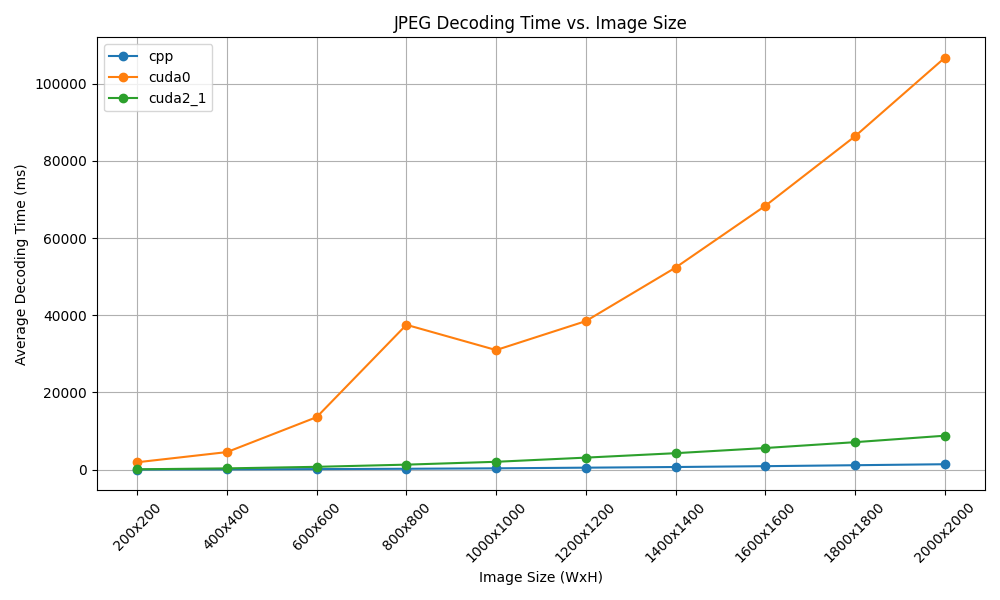 JPEG Decoding Time vs. Image Size
cpp
cuda0
cuda2_1
Average Decoding Time (ms)
100000
80000
60000
40000
20000
0
200x200
400x400
600x600
800x800
1000x1000
1200x1200
1400x1400
1600x1600
1800x1800
2000x2000
Image Size (WxH)